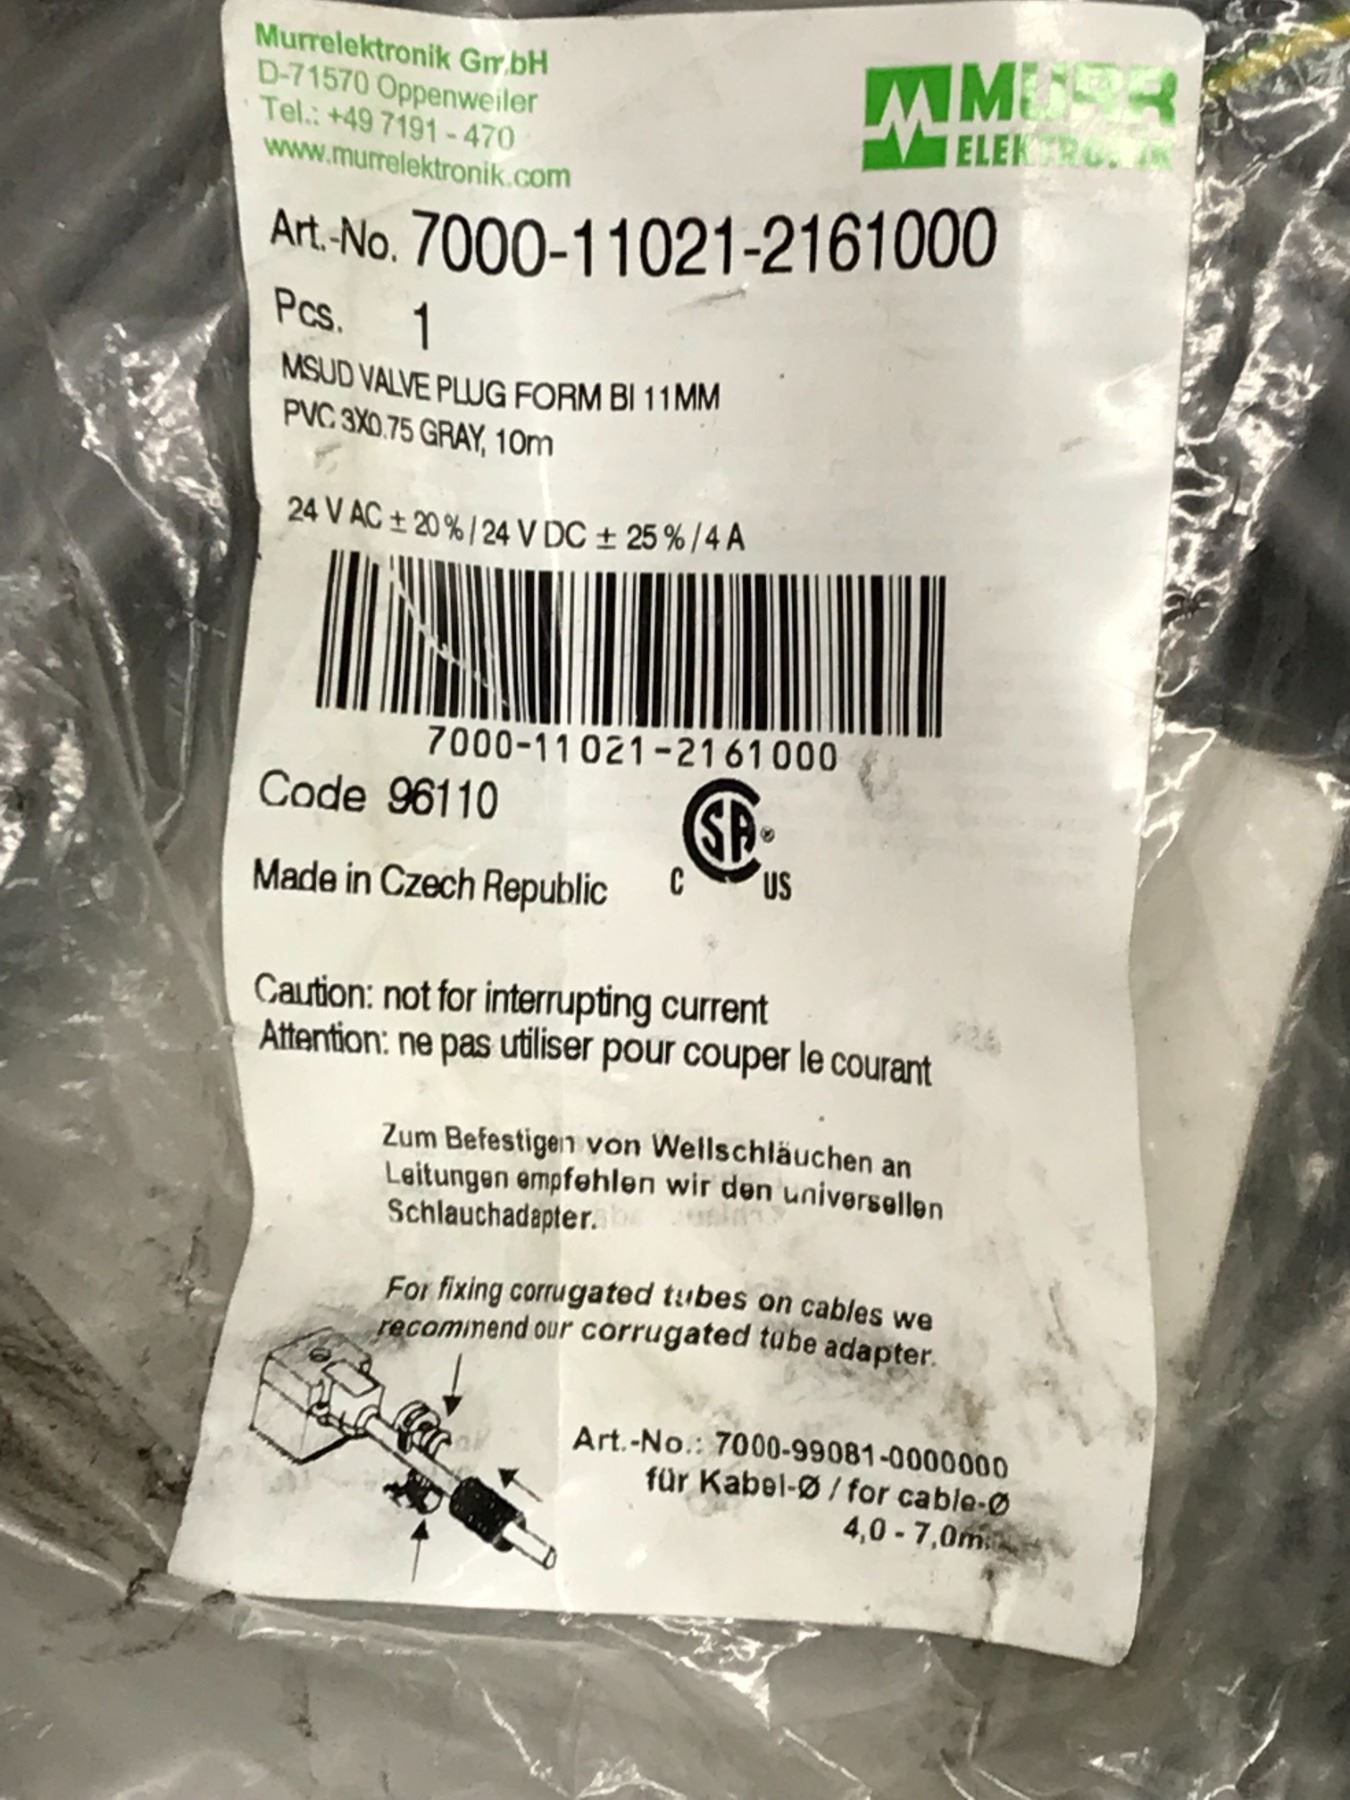 Murrelektronik GmbH
D-71570 Oppenweiler
Tel.: +49 7191 - 470
www.murrelektronik.com
MURR
ELEKTRONIK
Art.-No. 7000-11021-2161000
Pcs. 1
MSUD VALVE PLUG FORM BI 11MM
PVC 3X0.75 GRAY, 10m
24 V AC ± 20 % / 24 V DC ± 25 % / 4 A
7000-11021-2161000
Code 96110
Made in Czech Republic
C SA ® C US
Caution: not for interrupting current
Attention: ne pas utiliser pour couper le courant
Zum Befestigen von Wellschläuchen an
Leitungen empfehlen wir den universellen
Schlauchadapter.
For fixing corrugated tubes on cables we
recommend our corrugated tube adapter.
Art.-No.: 7000-99081-0000000
für Kabel-Ø / for cable-Ø
4,0 - 7,0m